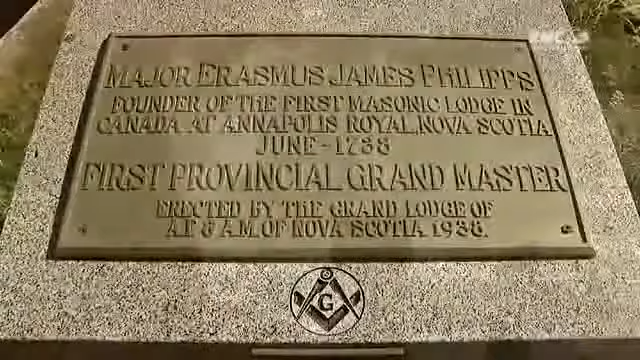 MAJOR ERASMUS JAMES PHILIPPS
FOUNDER OF THE FIRST MASONIC LODGE IN
CANADA AT ANNAPOLIS ROYAL, NOVA SCOTIA
JUNE - 1738
FIRST PROVINCIAL GRAND MASTER
ERECTED BY THE GRAND LODGE OF
A.F. & A.M. OF NOVA SCOTIA 1938.
G